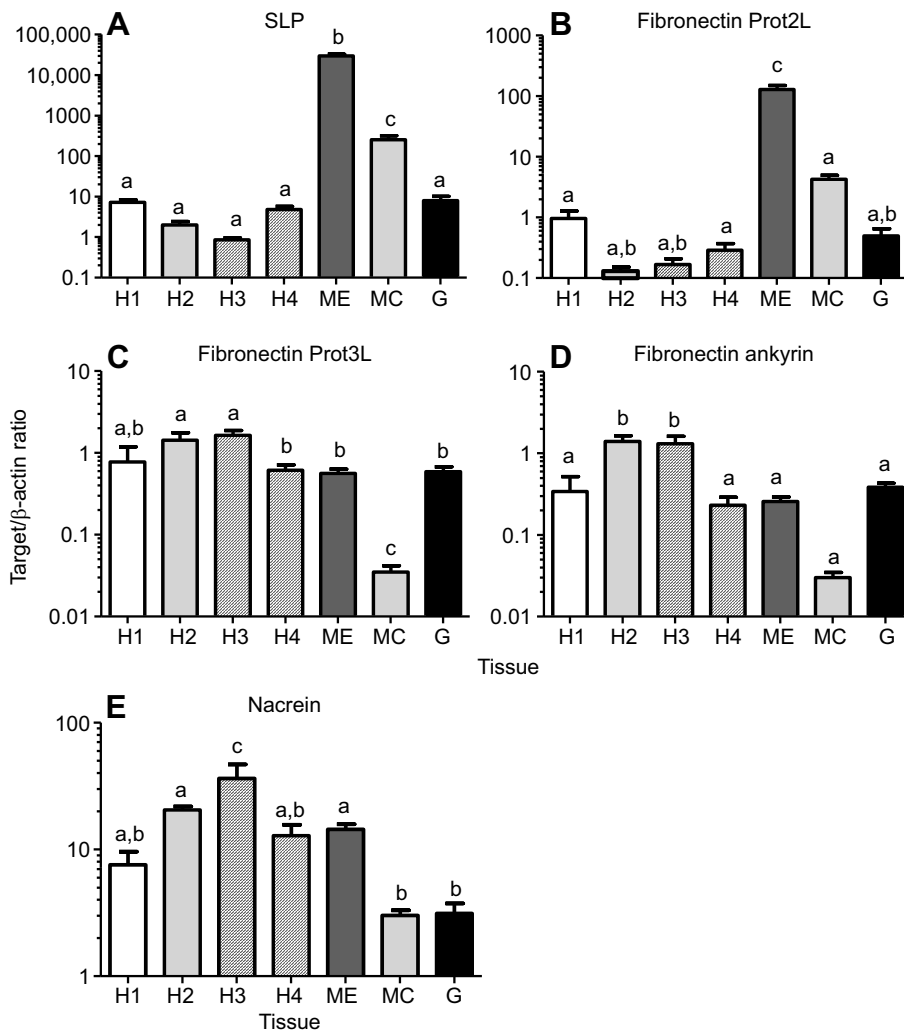 A SLP
100,000
10,000
1000
100
10
1
0.1
a a a a b c a
H1 H2 H3 H4 ME MC G
B Fibronectin Prot2L
1000
100
10
1
0.1
a a,b a,b a c a a,b
H1 H2 H3 H4 ME MC G
C Fibronectin Prot3L
10
1
0.1
0.01
a,b a a b b c b
H1 H2 H3 H4 ME MC G
D Fibronectin ankyrin
10
1
0.1
0.01
a b b a a a a
H1 H2 H3 H4 ME MC G
Target/β-actin ratio
Tissue
E Nacrein
100
10
1
a,b a c a,b a b b
H1 H2 H3 H4 ME MC G
Tissue